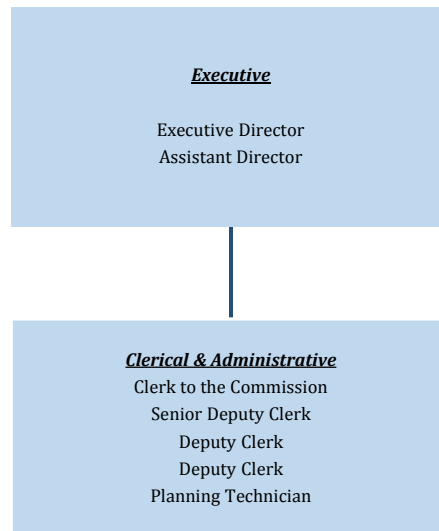 Executive
Executive Director
Assistant Director
Clerical & Administrative
Clerk to the Commission
Senior Deputy Clerk
Deputy Clerk
Deputy Clerk
Planning Technician